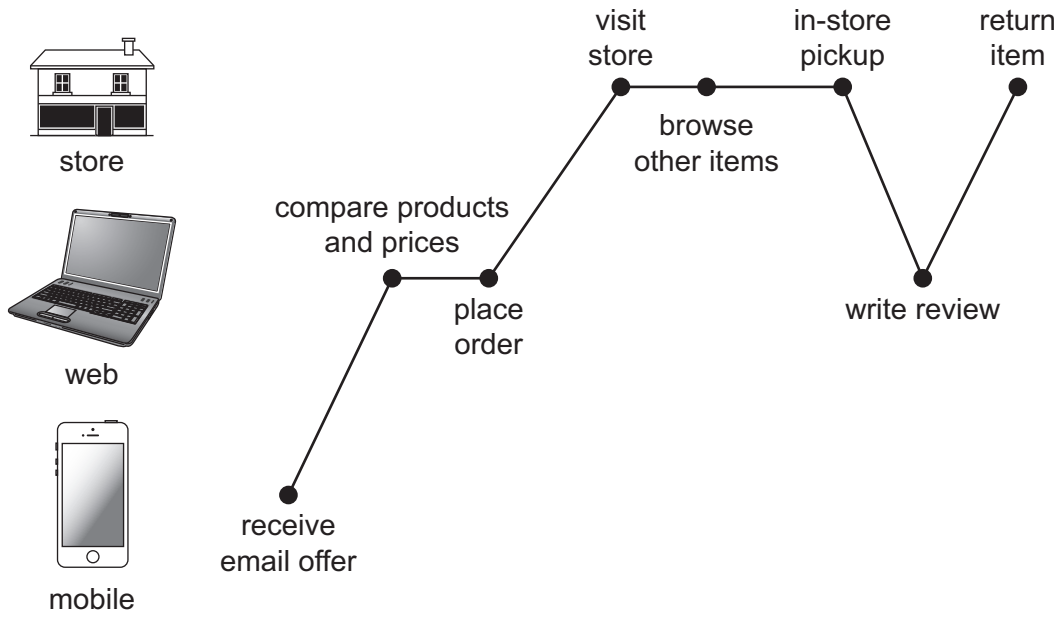 visit
store
in-store
pickup
return
item
browse
other items
store
compare products
and prices
place
order
write review
web
receive
email offer
mobile